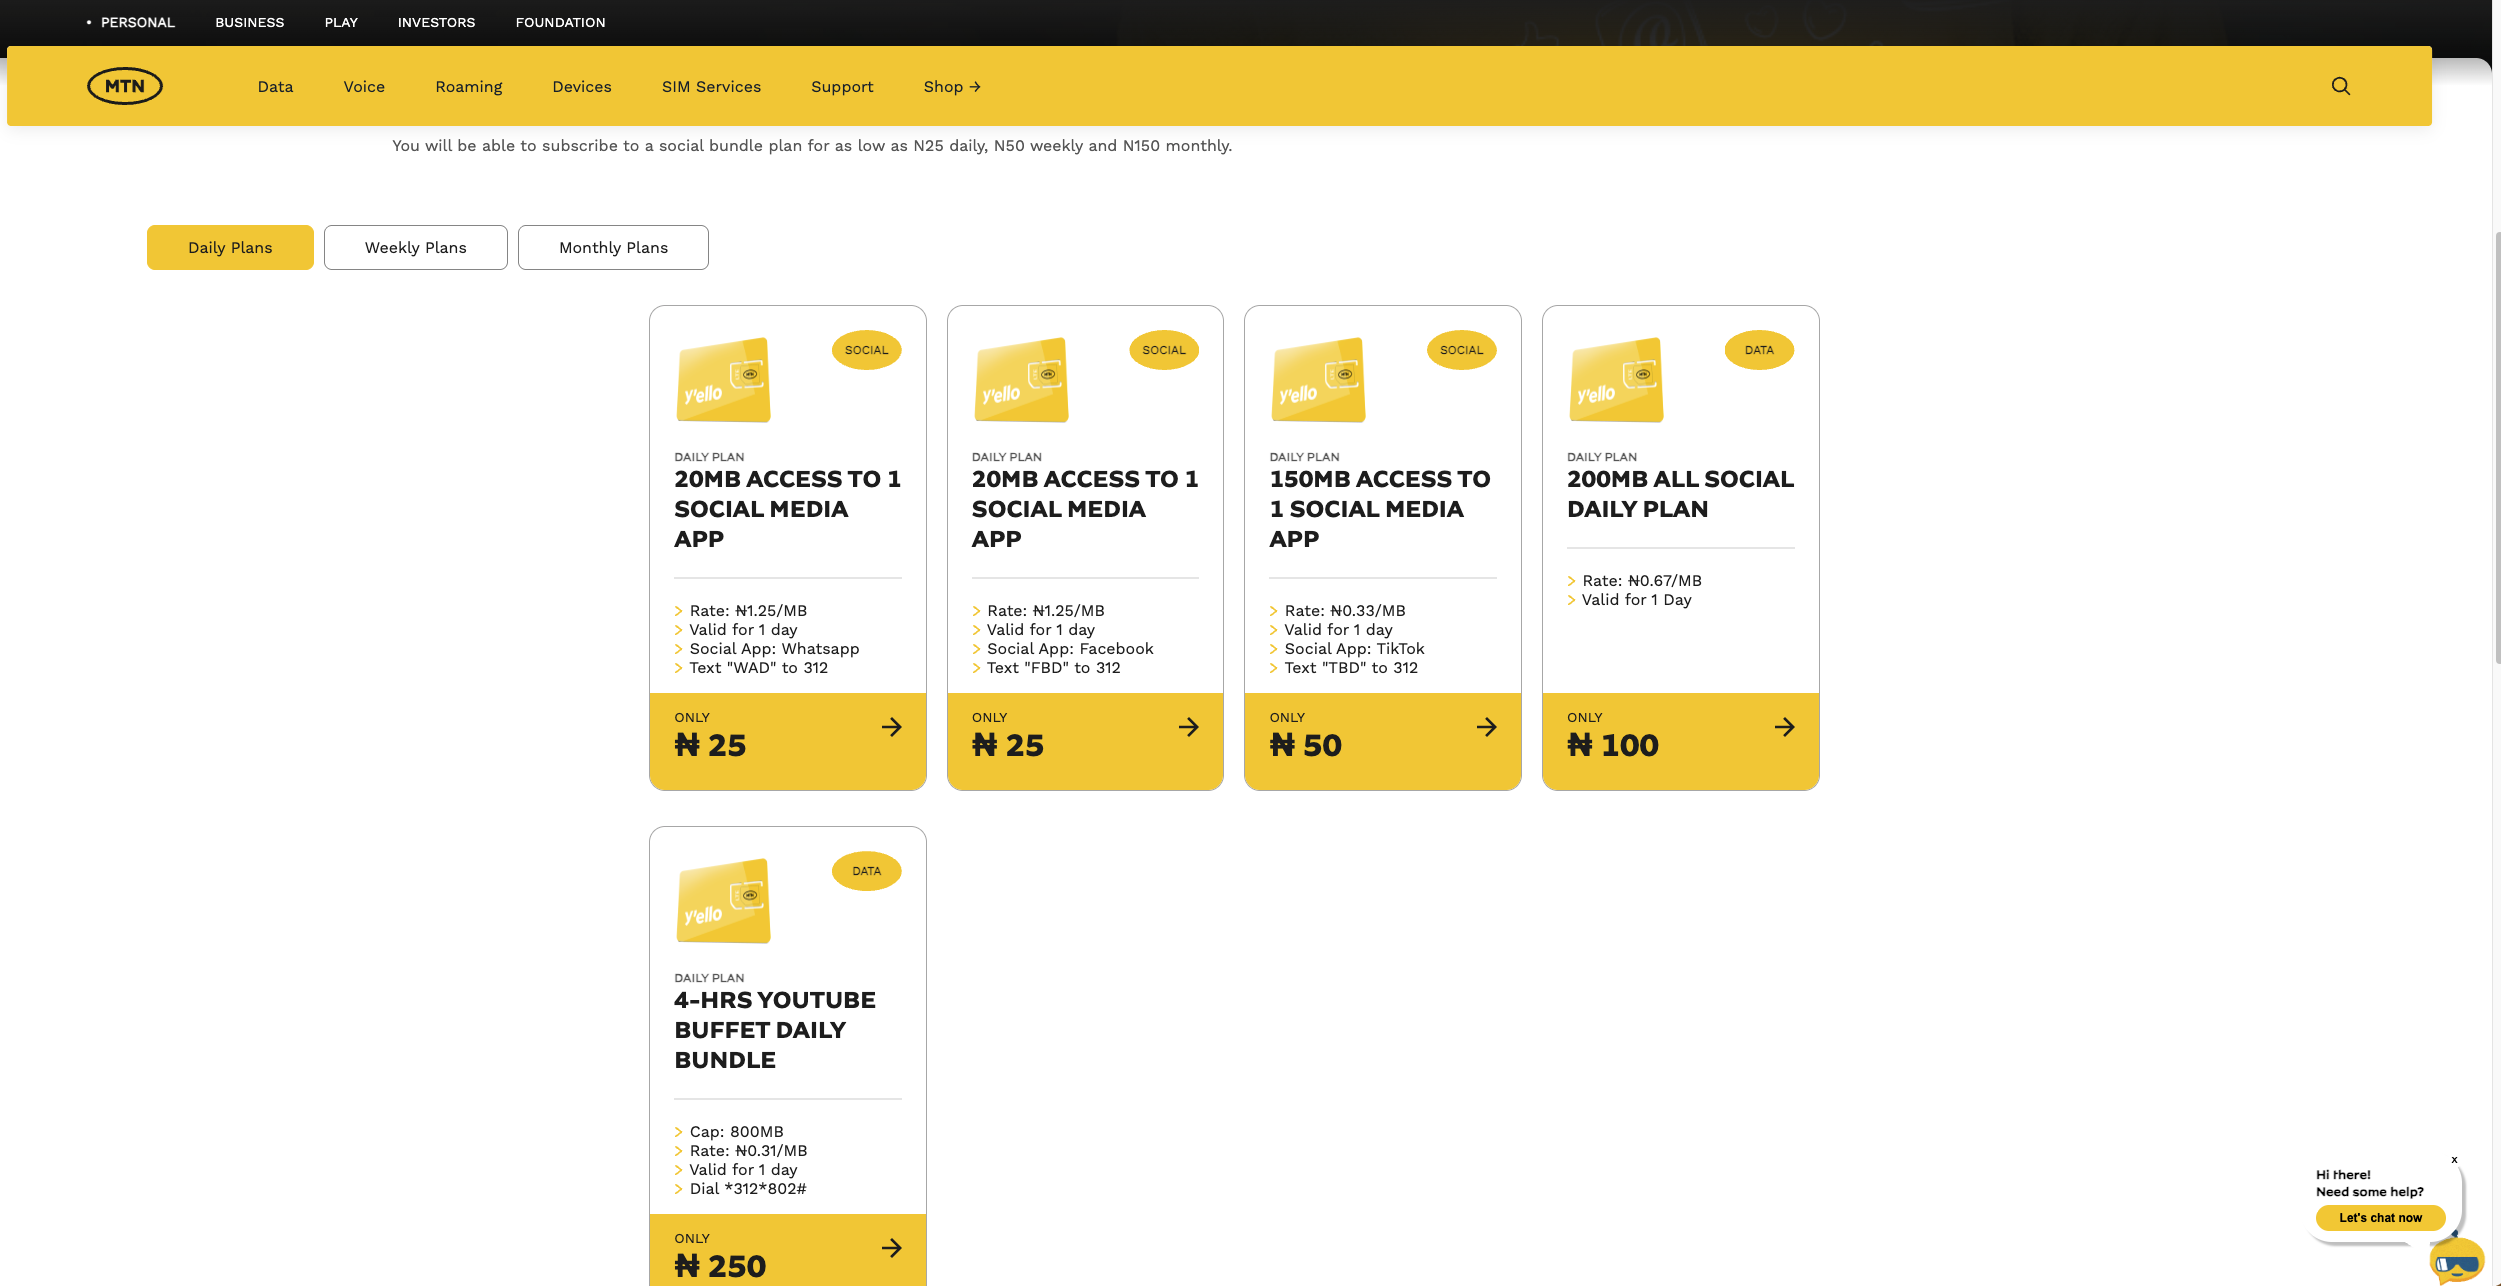 • PERSONAL BUSINESS PLAY INVESTORS FOUNDATION
MTN Data Voice Roaming Devices SIM Services Support Shop →
You will be able to subscribe to a social bundle plan for as low as N25 daily, N50 weekly and N150 monthly.
Daily Plans Weekly Plans Monthly Plans
y'ello
SOCIAL
DAILY PLAN
20MB ACCESS TO 1
SOCIAL MEDIA
APP
> Rate: ₦1.25/MB
> Valid for 1 day
> Social App: Whatsapp
> Text "WAD" to 312
ONLY
₦ 25
y'ello
SOCIAL
DAILY PLAN
20MB ACCESS TO 1
SOCIAL MEDIA
APP
> Rate: ₦1.25/MB
> Valid for 1 day
> Social App: Facebook
> Text "FBD" to 312
ONLY
₦ 25
y'ello
SOCIAL
DAILY PLAN
150MB ACCESS TO
1 SOCIAL MEDIA
APP
> Rate: ₦0.33/MB
> Valid for 1 day
> Social App: TikTok
> Text "TBD" to 312
ONLY
₦ 50
y'ello
DATA
DAILY PLAN
200MB ALL SOCIAL
DAILY PLAN
> Rate: ₦0.67/MB
> Valid for 1 Day
ONLY
₦ 100
y'ello
DATA
DAILY PLAN
4-HRS YOUTUBE
BUFFET DAILY
BUNDLE
> Cap: 800MB
> Rate: ₦0.31/MB
> Valid for 1 day
> Dial *312*802#
ONLY
₦ 250
x
Hi there!
Need some help?
Let's chat now